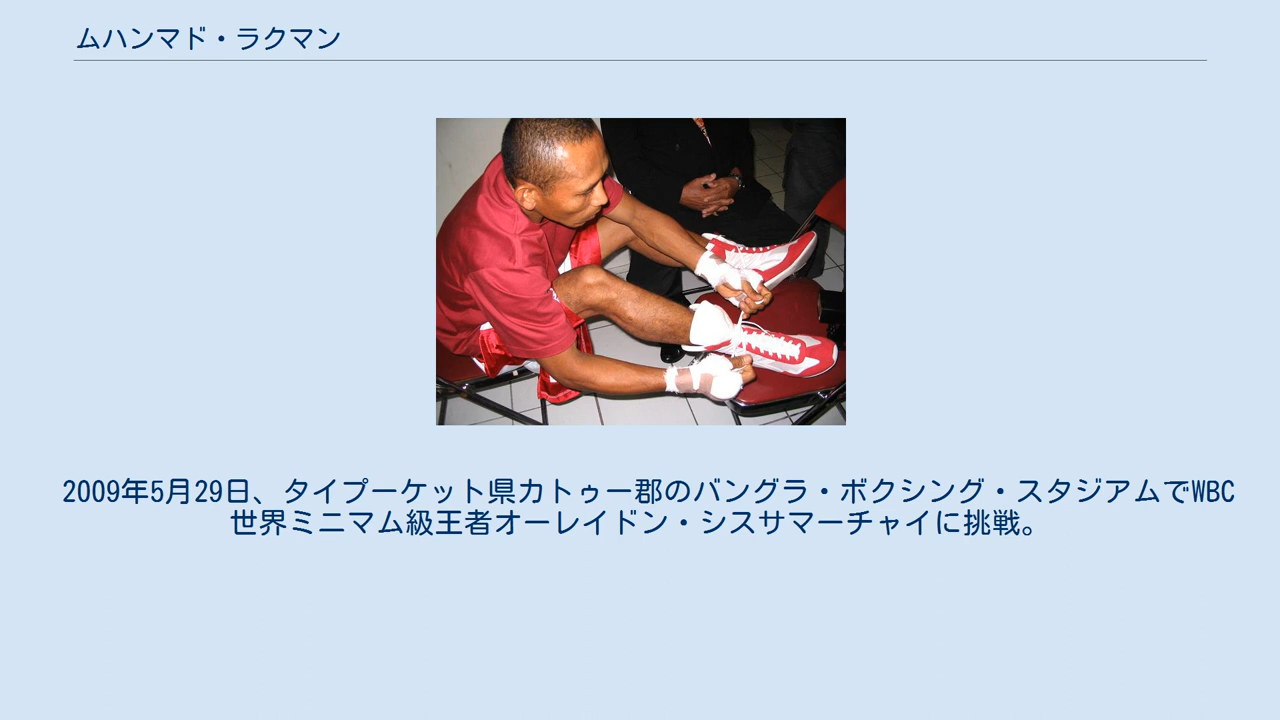 ムハンマド・ラクマン
2009年5月29日、タイプーケット県カトゥー郡のバングラ・ボクシング・スタジアムでWBC
世界ミニマム級王者オーレイドン・シスサマーチャイに挑戦。